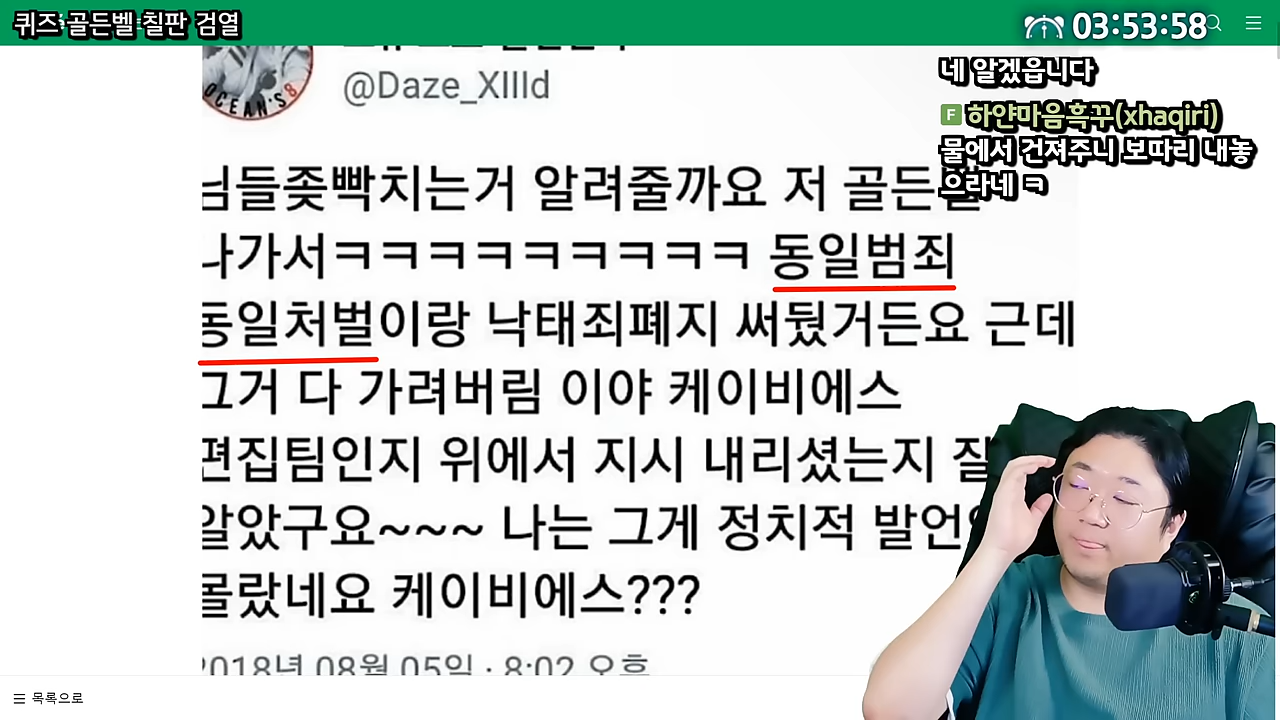 퀴즈 골든벨 칠판 검열
03:53:58
네 알겠읍니다
F 하얀마음흑꾸(xhaqiri)
물에서 건져주니 보따리 내놓
으라네 ㅋ
OCEAN'S 8
@Daze_XIIId
님들좆빡치는거 알려줄까요 저 골든벨
나가서ㅋㅋㅋㅋㅋㅋㅋㅋㅋ 동일범죄
동일처벌이랑 낙태죄폐지 써뒀거든요 근데
그거 다 가려버림 이야 케이비에스
편집팀인지 위에서 지시 내리셨는지 잘
알았구요~~~ 나는 그게 정치적 발언인
몰랐네요 케이비에스???
2018년 08월 05일 · 8:02 오후
목록으로